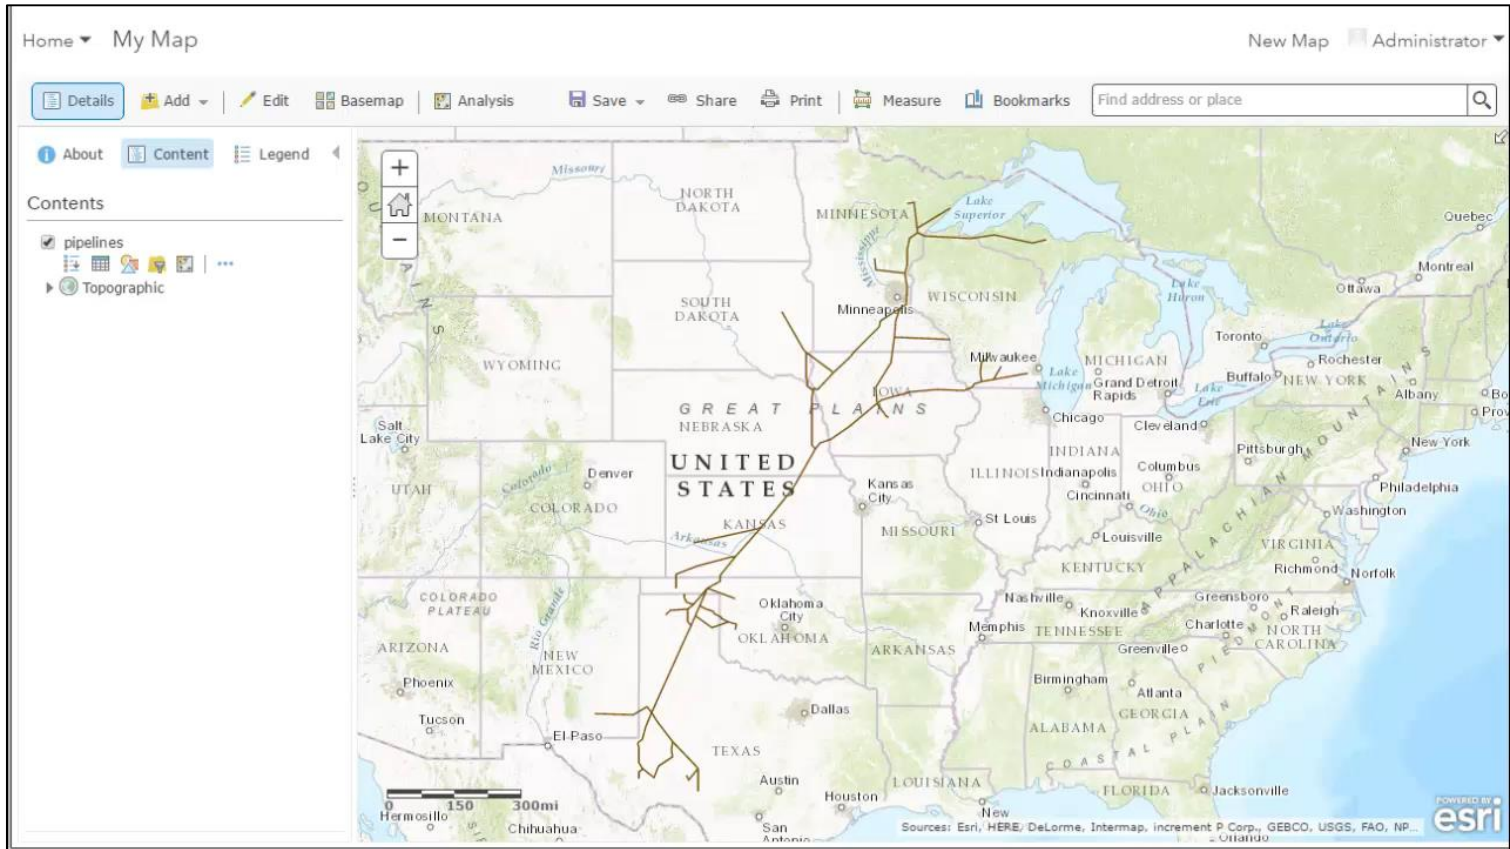 Home My Map New Map Administrator
Details Add Edit Basemap Analysis Save Share Print Measure Bookmarks Find address or place
About Content Legend
Contents
pipelines
Topographic
Missouri
NORTH
DAKOTA
MONTANA
MINNESOTA
Lake
Superior
Quebec
Mississippi
Montreal
Ottawa
SOUTH
DAKOTA
Minneapolis
WISCONSIN
Lake
Huron
Toronto
Lake
Ontario
WYOMING
Milwaukee
MICHIGAN
Rochester
Lake
Michigan
Grand
Rapids
Detroit
Lake
Erie
Buffalo
NEW YORK
Albany
IOWA
GREAT PLAINS
NEBRASKA
Salt
Lake City
Chicago
Cleveland
New York
Pittsburgh
UNITED
STATES
Denver
INDIANA
ILLINOIS
Indianapolis
Columbus
OHIO
Philadelphia
UTAH
Colorado
COLORADO
Kansas
City
Cincinnati
Ohio
Washington
KANSAS
Arkansas
MISSOURI
St Louis
Louisville
APPALACHIAN MOUNTAINS
VIRGINIA
Richmond
Norfolk
KENTUCKY
COLORADO
PLATEAU
Rio Grande
Oklahoma
City
OKLAHOMA
Nashville
Knoxville
Greensboro
Raleigh
Memphis
TENNESSEE
Charlotte
NORTH
CAROLINA
ARIZONA
NEW
MEXICO
ARKANSAS
Greenville
PIEDMONT
Phoenix
Birmingham
Atlanta
Dallas
GEORGIA
Tucson
El Paso
ALABAMA
TEXAS
COASTAL PLAIN
Austin
LOUISIANA
FLORIDA
Jacksonville
Houston
0 150 300mi
Hermosillo
Chihuahua
San
Antonio
New
Orlando
Sources: Esri, HERE, DeLorme, Intermap, increment P Corp., GEBCO, USGS, FAO, NP...
POWERED BY
esri